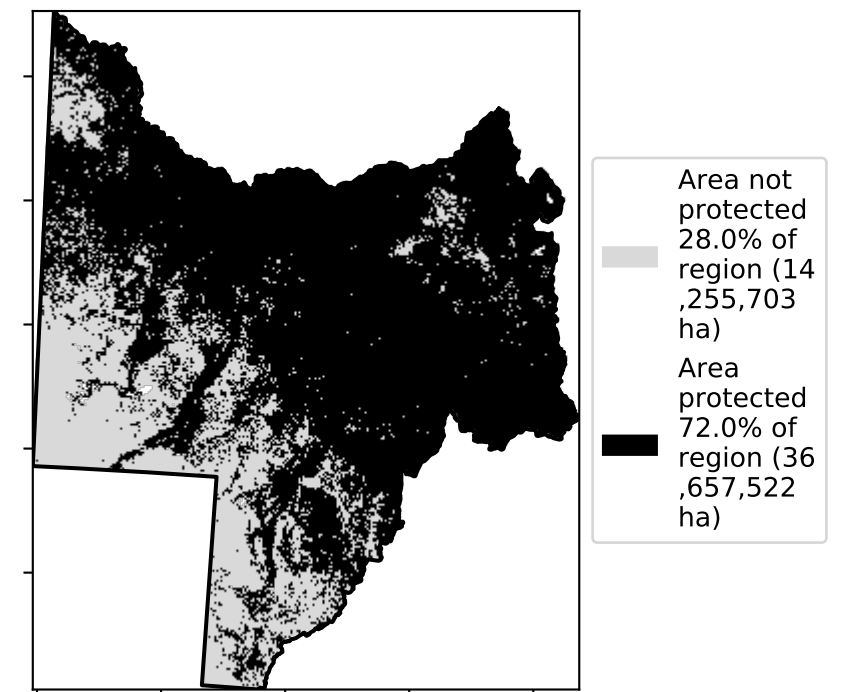 Area not
protected
28.0% of
region (14
,255,703
ha)
Area
protected
72.0% of
region (36
,657,522
ha)